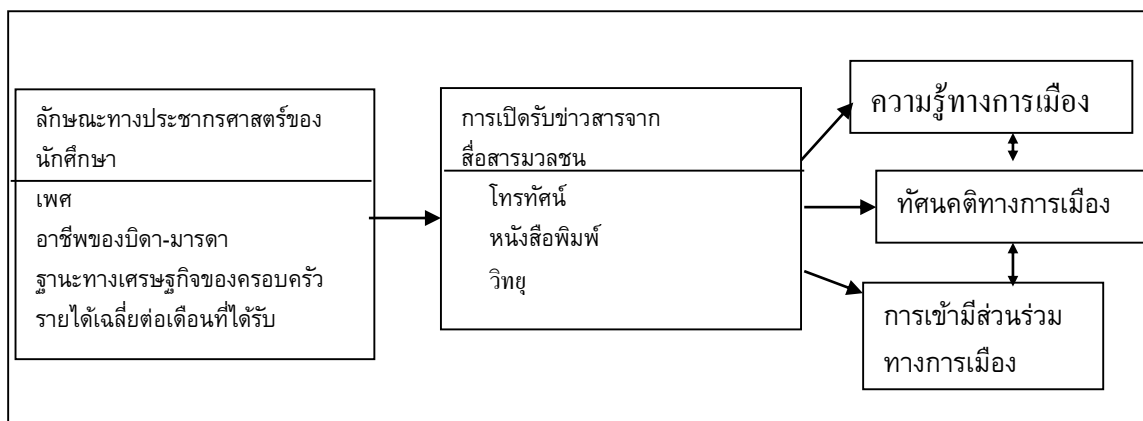 ลักษณะทางประชากรศาสตร์ของ
นักศึกษา
เพศ
อาชีพของบิดา-มารดา
ฐานะทางเศรษฐกิจของครอบครัว
รายได้เฉลี่ยต่อเดือนที่ได้รับ
การเปิดรับข่าวสารจาก
สื่อสารมวลชน
โทรทัศน์
หนังสือพิมพ์
วิทยุ
ความรู้ทางการเมือง
ทัศนคติทางการเมือง
การเข้ามีส่วนร่วม
ทางการเมือง